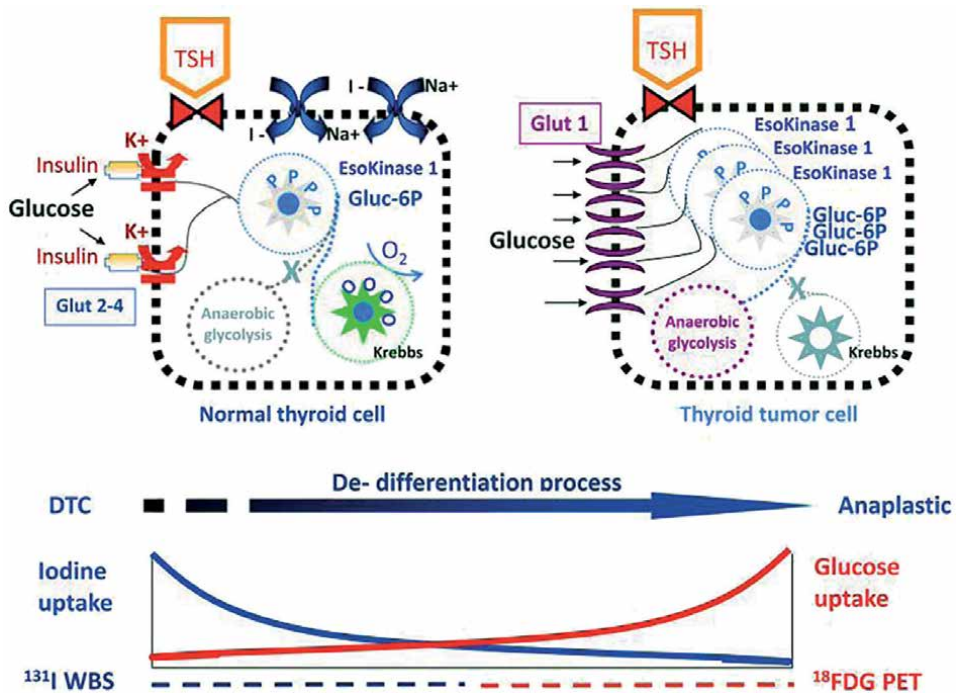 TSH
I -
Na+
I -
Na+
I -
Na+
K+
Insulin
EsoKinase 1
Gluc-6P
P P P P
Glucose
K+
Insulin
X
O2
O O O O
Glut 2-4
Anaerobic
glycolysis
Krebbs
Normal thyroid cell
TSH
Glut 1
EsoKinase 1
EsoKinase 1
EsoKinase 1
P P
P P P P
Gluc-6P
Gluc-6P
Gluc-6P
Glucose
X
Anaerobic
glycolysis
Krebbs
Thyroid tumor cell
De- differentiation process
DTC
Anaplastic
Iodine
uptake
Glucose
uptake
131I WBS
18FDG PET